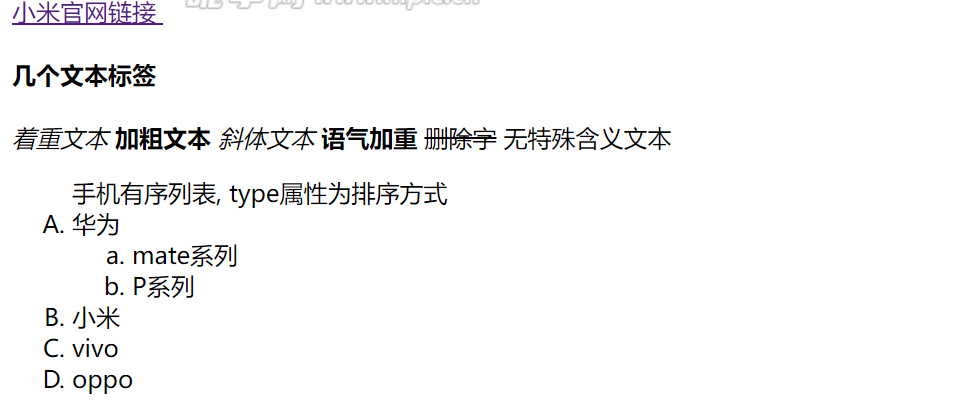 小米官网链接
几个文本标签
着重文本 加粗文本 斜体文本 语气加重 删除字 无特殊含义文本
手机有序列表, type属性为排序方式
A. 华为
a. mate系列
b. P系列
B. 小米
C. vivo
D. oppo